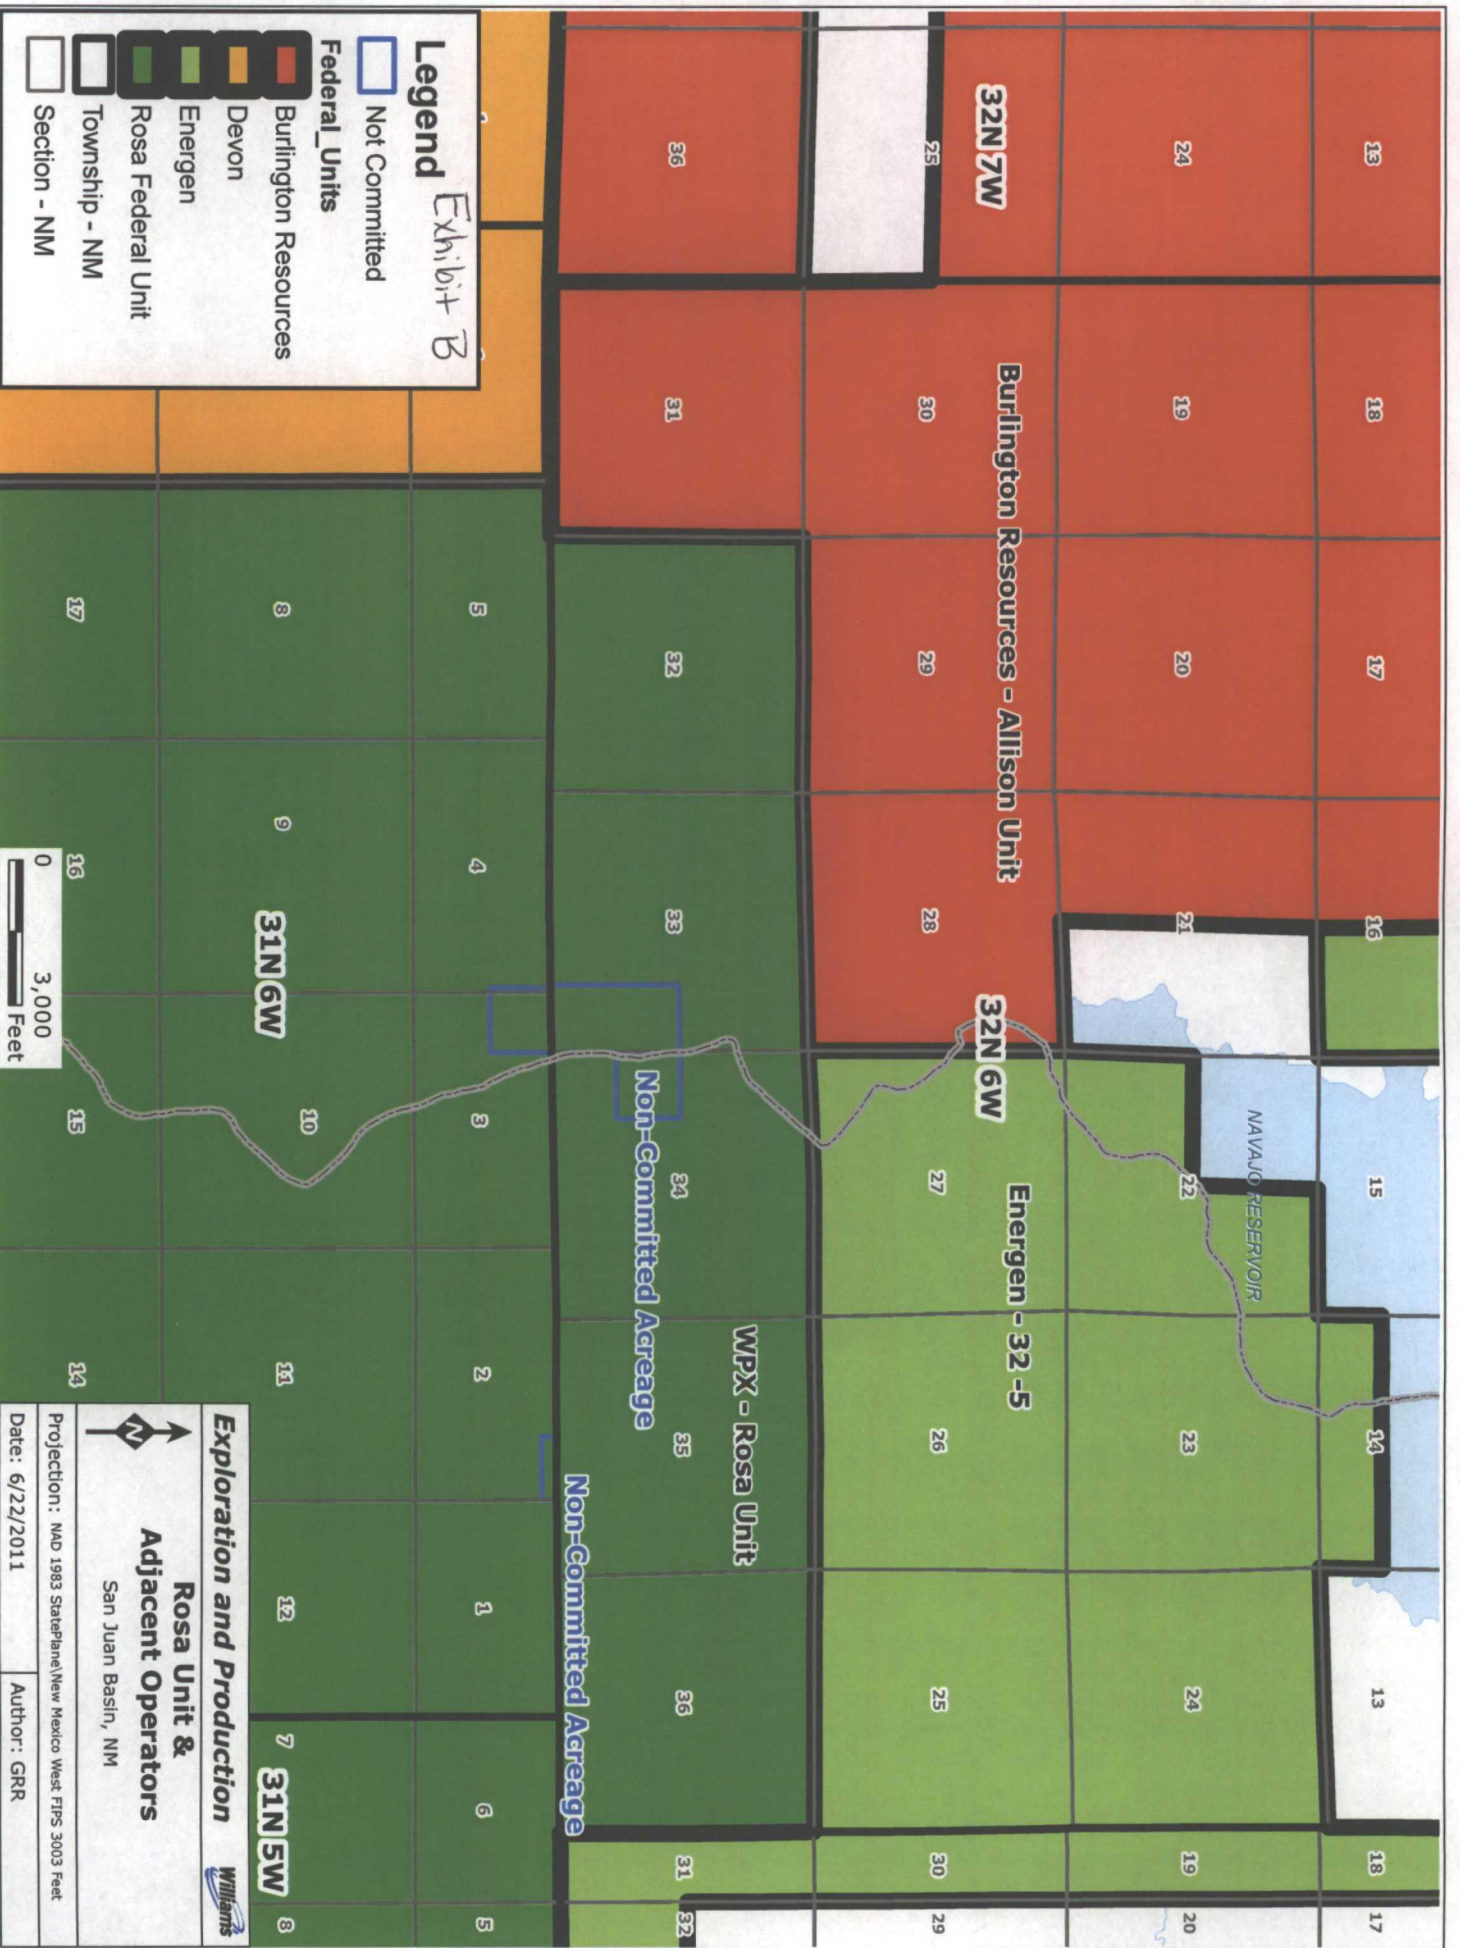 13
18
17
16
15
14
13
18
17
24
19
20
21
22
23
24
19
20
NAVAJO RESERVOIR
32N 7W
Burlington Resources - Allison Unit
32N 6W
Energen - 32 -5
25
30
29
28
27
26
25
30
29
WPX - Rosa Unit
36
31
32
33
34
35
36
31
32
Non-Committed Acreage
Non-Committed Acreage
5
4
3
2
1
6
5
8
9
10
11
12
7
8
31N 6W
31N 5W
17
16
15
14
Exhibit B
Legend
Not Committed
Federal_Units
Burlington Resources
Devon
Energen
Rosa Federal Unit
Township - NM
Section - NM
0 3,000
Feet
Exploration and Production
Williams
Rosa Unit &
Adjacent Operators
San Juan Basin, NM
N
Projection: NAD 1983 StatePlane\New Mexico West FIPS 3003 Feet
Date: 6/22/2011
Author: GRR